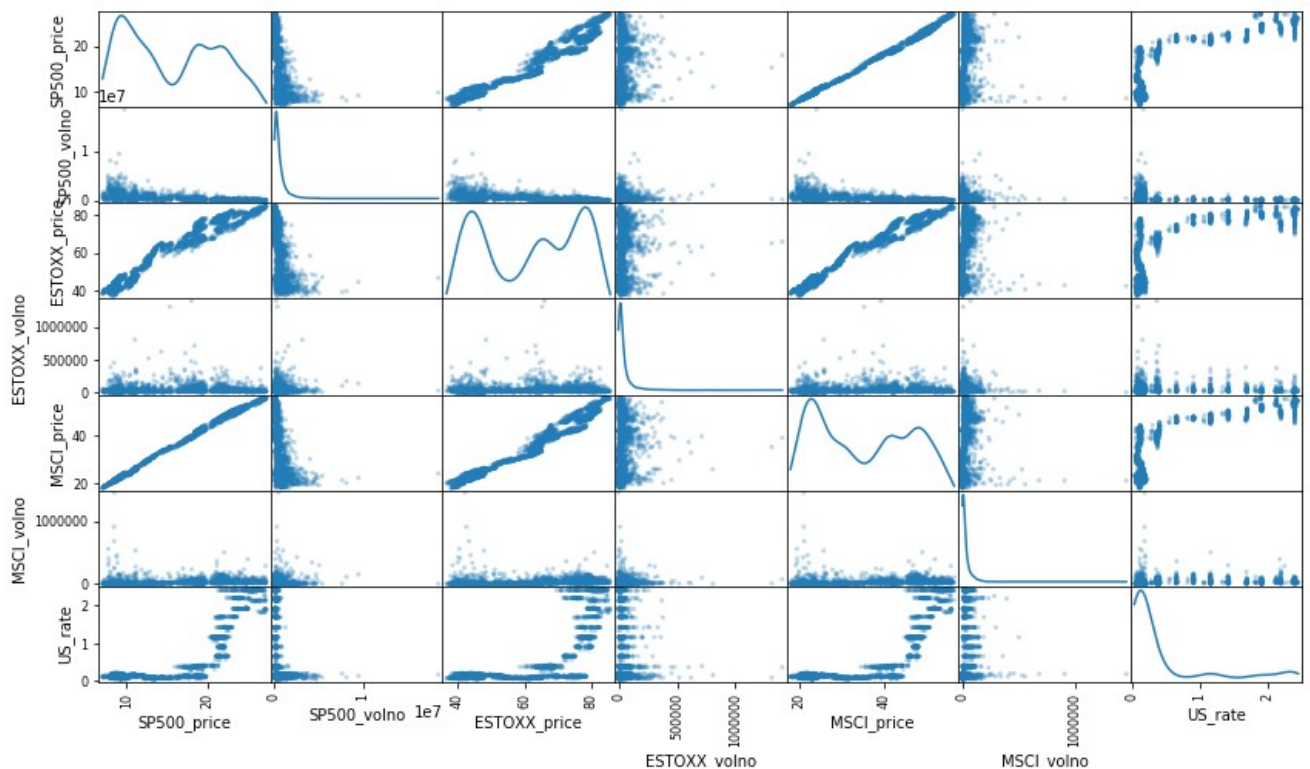 SP500_price
20
10
1e7
SP500_volno
1
0
ESTOXX_price
80
60
40
ESTOXX_volno
1000000
500000
0
MSCI_price
40
20
MSCI_volno
1000000
0
US_rate
2
1
0
10
20
SP500_price
0
1
1e7
SP500_volno
40
60
80
ESTOXX_price
0
500000
1000000
ESTOXX_volno
20
40
MSCI_price
0
1000000
MSCI_volno
0
1
2
US_rate